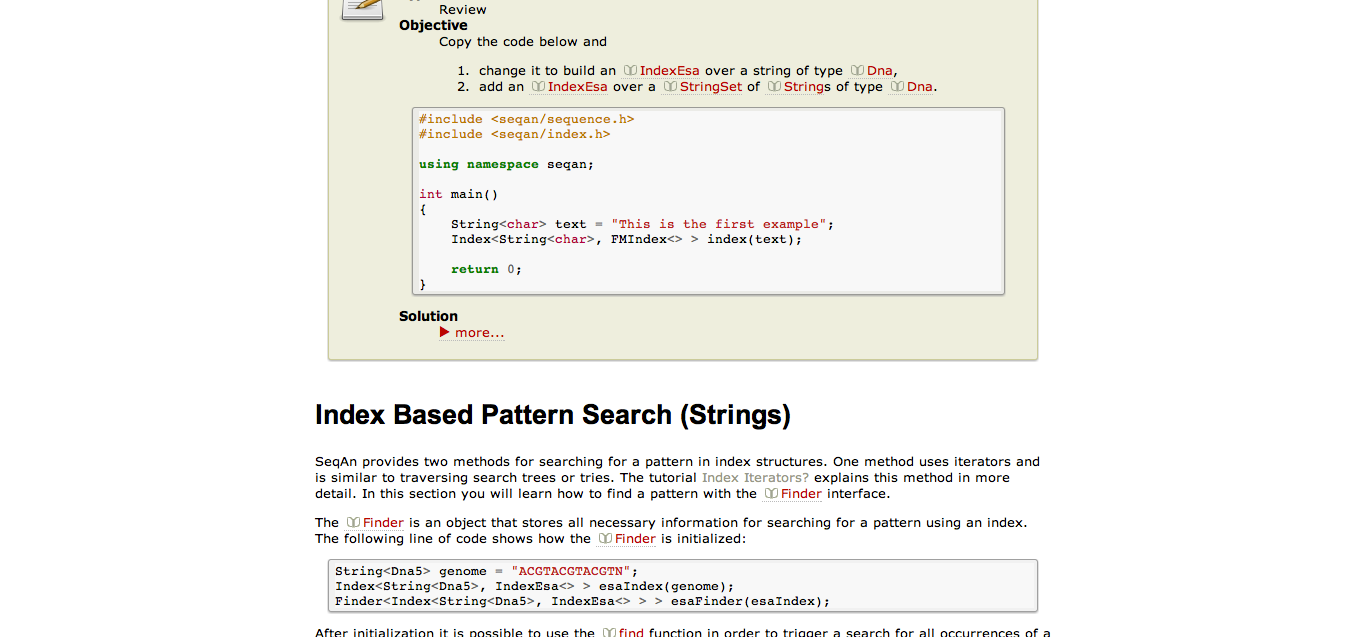 Review
Objective
Copy the code below and
1. change it to build an IndexEsa over a string of type Dna,
2. add an IndexEsa over a StringSet of Strings of type Dna.
#include <seqan/sequence.h>
#include <seqan/index.h>
using namespace seqan;
int main()
{
    String<char> text = "This is the first example";
    Index<String<char>, FMIndex<> > index(text);
    return 0;
}
Solution
more...
Index Based Pattern Search (Strings)
SeqAn provides two methods for searching for a pattern in index structures. One method uses iterators and
is similar to traversing search trees or tries. The tutorial Index Iterators? explains this method in more
detail. In this section you will learn how to find a pattern with the Finder interface.
The Finder is an object that stores all necessary information for searching for a pattern using an index.
The following line of code shows how the Finder is initialized:
String<Dna5> genome = "ACGTACGTACGTN";
Index<String<Dna5>, IndexEsa<> > esaIndex(genome);
Finder<Index<String<Dna5>, IndexEsa<> > > esaFinder(esaIndex);
After initialization it is possible to use the find function in order to trigger a search for all occurrences of a